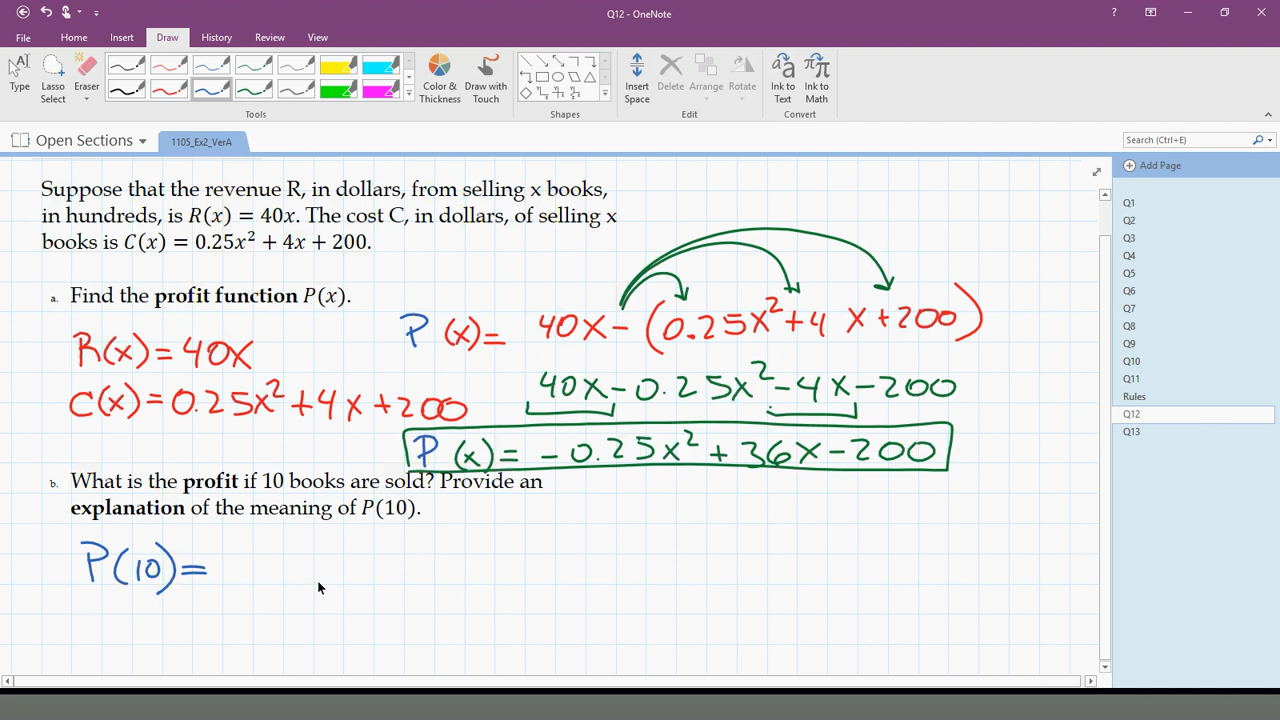 Q12 - OneNote
?
File Home Insert Draw History Review View
Type
Lasso Select
Eraser
Color & Thickness
Draw with Touch
Insert Space
Delete
Arrange
Rotate
Ink to Text
Ink to Math
Tools
Shapes
Edit
Convert
Open Sections
1105_Ex2_VerA
Search (Ctrl+E)
Add Page
Q1
Q2
Q3
Q4
Q5
Q6
Q7
Q8
Q9
Q10
Q11
Rules
Q12
Q13
Suppose that the revenue R, in dollars, from selling x books,
in hundreds, is R(x) = 40x. The cost C, in dollars, of selling x
books is C(x) = 0.25x² + 4x + 200.
a. Find the profit function P(x).
R(x) = 40x
C(x) = 0.25x² + 4x + 200
P (x) = 40x - (0.25x² + 4 x + 200)
40x - 0.25x² - 4x - 200
P (x) = - 0.25x² + 36x - 200
b. What is the profit if 10 books are sold? Provide an
explanation of the meaning of P(10).
P(10) =